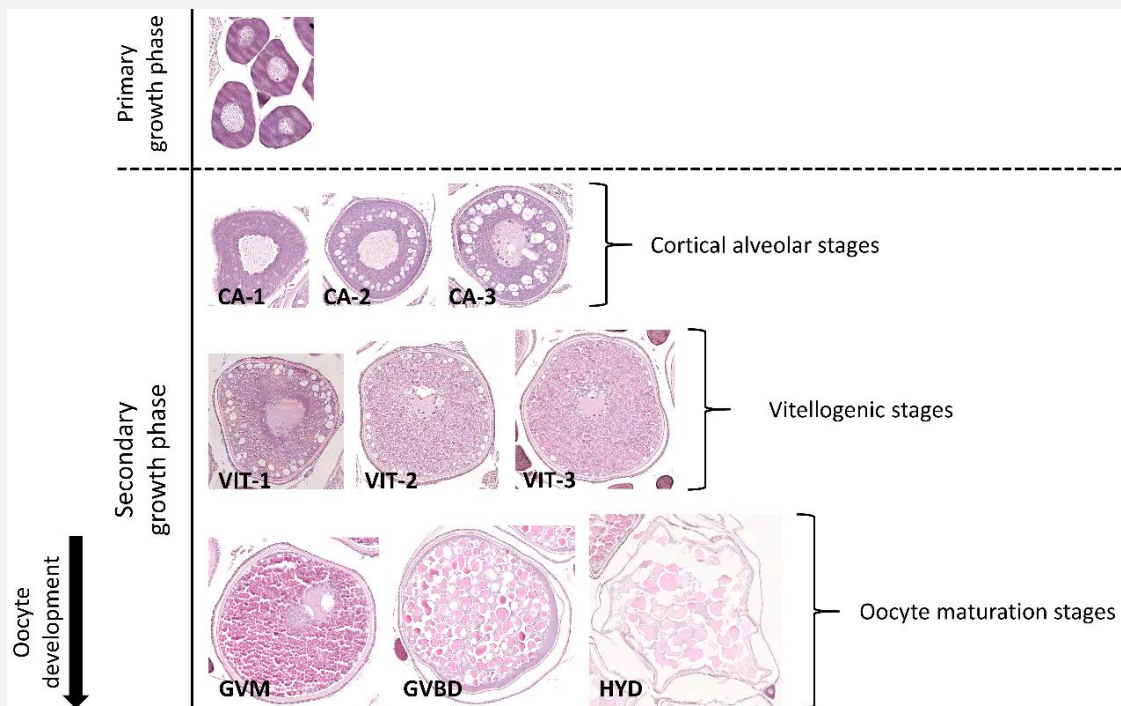 Primary
growth phase
CA-1
CA-2
CA-3
Cortical alveolar stages
Secondary
growth phase
VIT-1
VIT-2
VIT-3
Vitellogenic stages
Oocyte
development
GVM
GVBD
HYD
Oocyte maturation stages